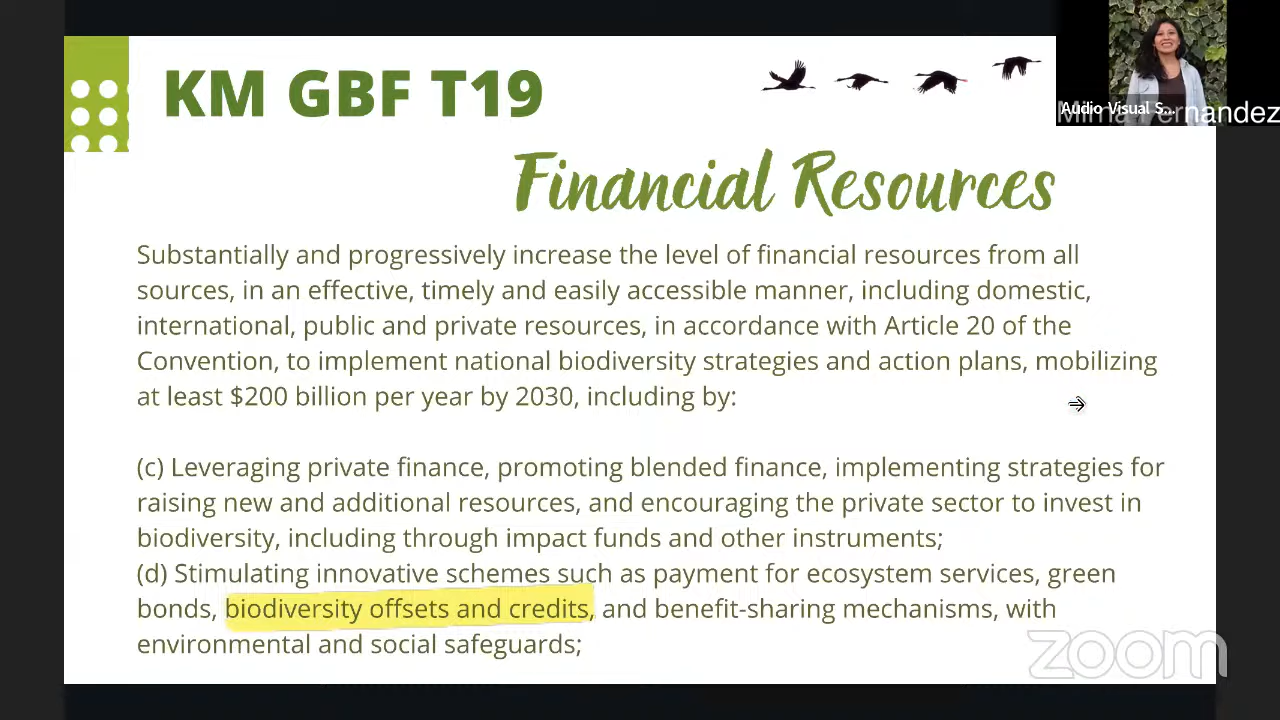 KM GBF T19
Audio Visual S...
Fernandez
Financial Resources
Substantially and progressively increase the level of financial resources from all
sources, in an effective, timely and easily accessible manner, including domestic,
international, public and private resources, in accordance with Article 20 of the
Convention, to implement national biodiversity strategies and action plans, mobilizing
at least $200 billion per year by 2030, including by:
(c) Leveraging private finance, promoting blended finance, implementing strategies for
raising new and additional resources, and encouraging the private sector to invest in
biodiversity, including through impact funds and other instruments;
(d) Stimulating innovative schemes such as payment for ecosystem services, green
bonds, biodiversity offsets and credits, and benefit-sharing mechanisms, with
environmental and social safeguards;
zoom